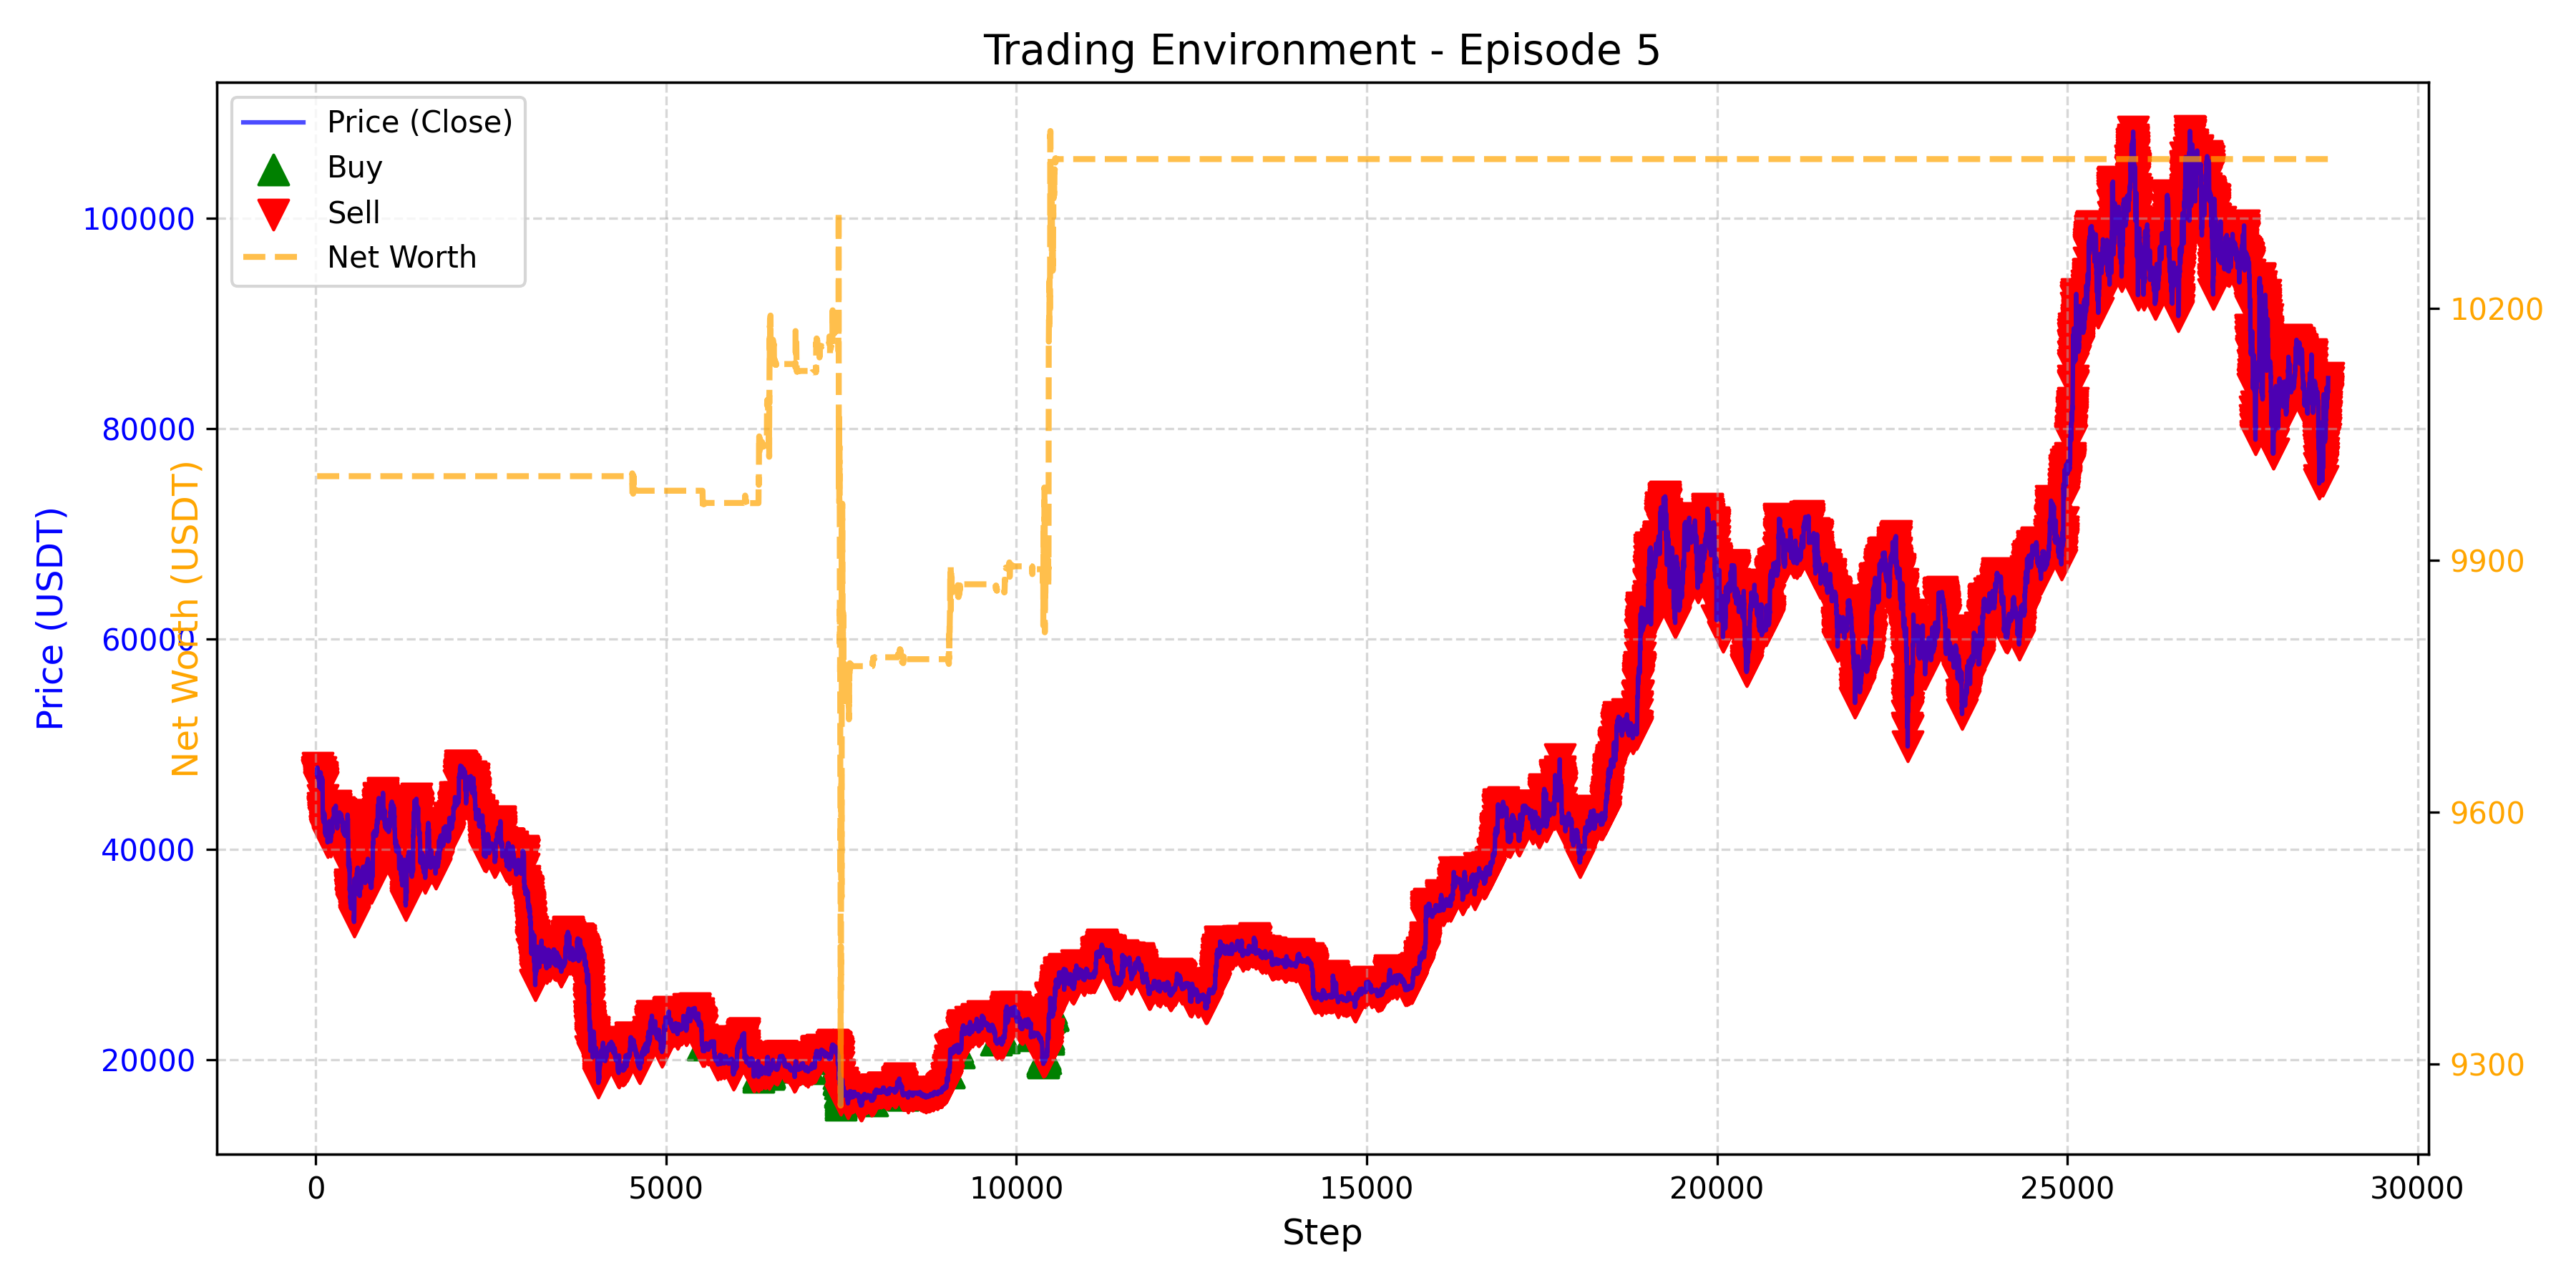 Trading Environment - Episode 5
Price (Close)
Buy
Sell
Net Worth
Price (USDT)
Net Worth (USDT)
100000
80000
60000
40000
20000
10200
9900
9600
9300
0
5000
10000
15000
20000
25000
30000
Step